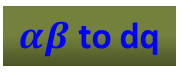 𝜶𝜷 to dq